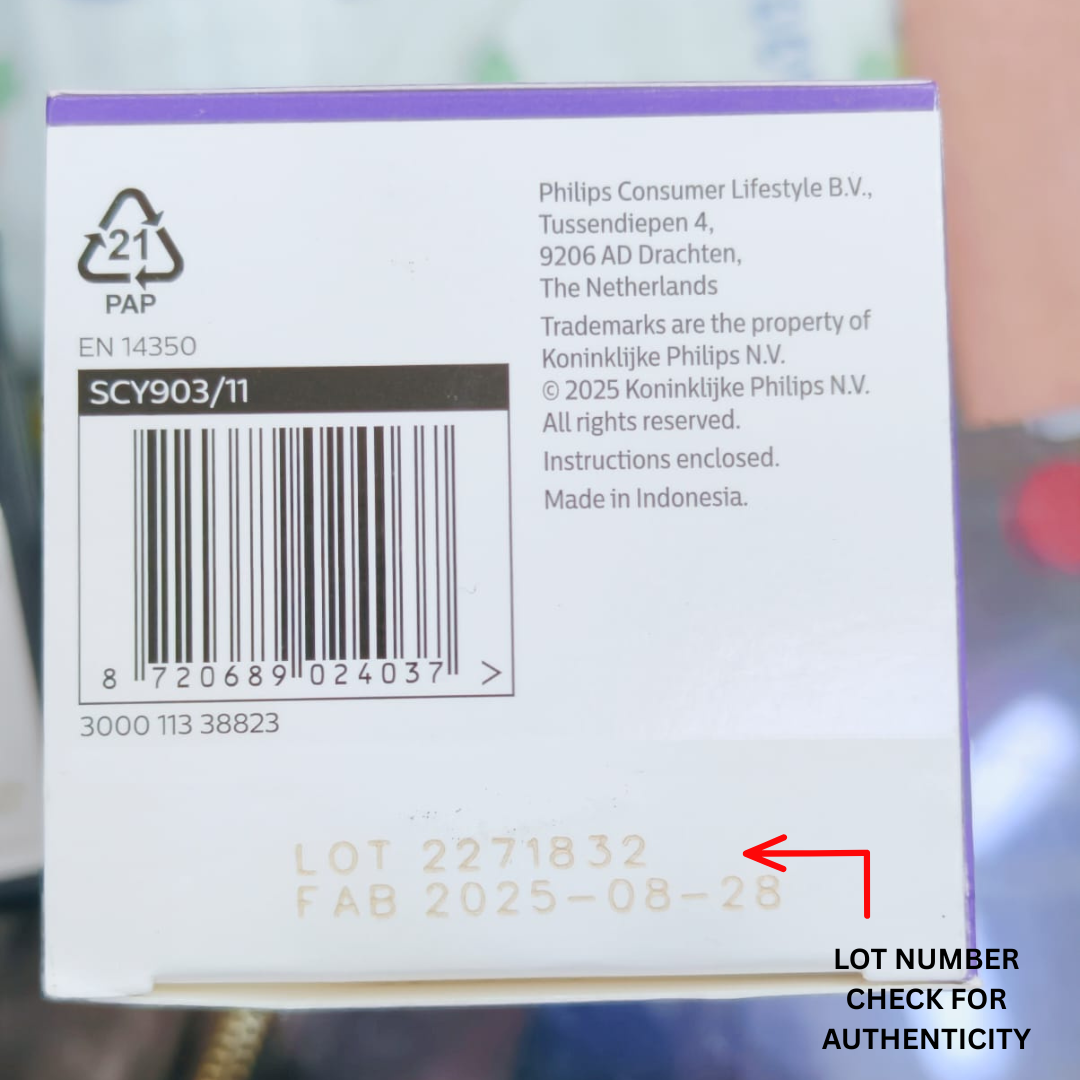 21
PAP
EN 14350
SCY903/11
8 720689 024037 >
3000 113 38823
Philips Consumer Lifestyle B.V.,
Tussendiepen 4,
9206 AD Drachten,
The Netherlands
Trademarks are the property of
Koninklijke Philips N.V.
© 2025 Koninklijke Philips N.V.
All rights reserved.
Instructions enclosed.
Made in Indonesia.
LOT 2271832
FAB 2025-08-28
LOT NUMBER
CHECK FOR
AUTHENTICITY